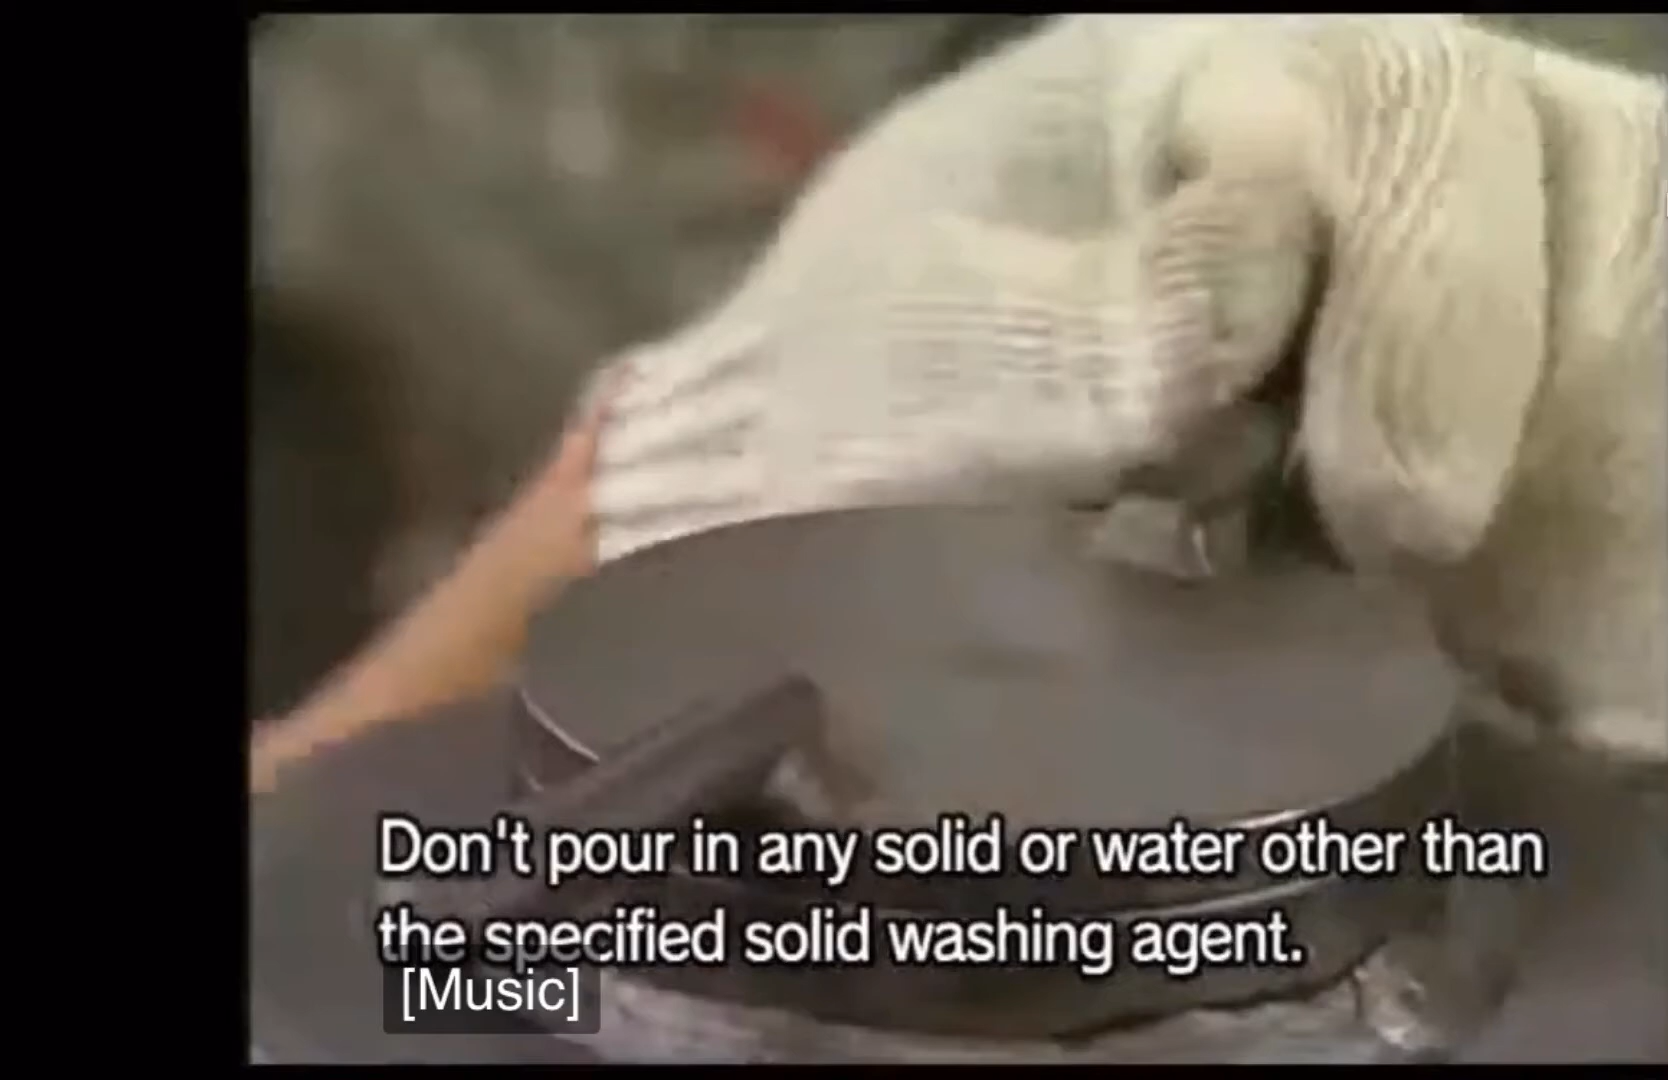 Don't pour in any solid or water other than
the specified solid washing agent.
[Music]